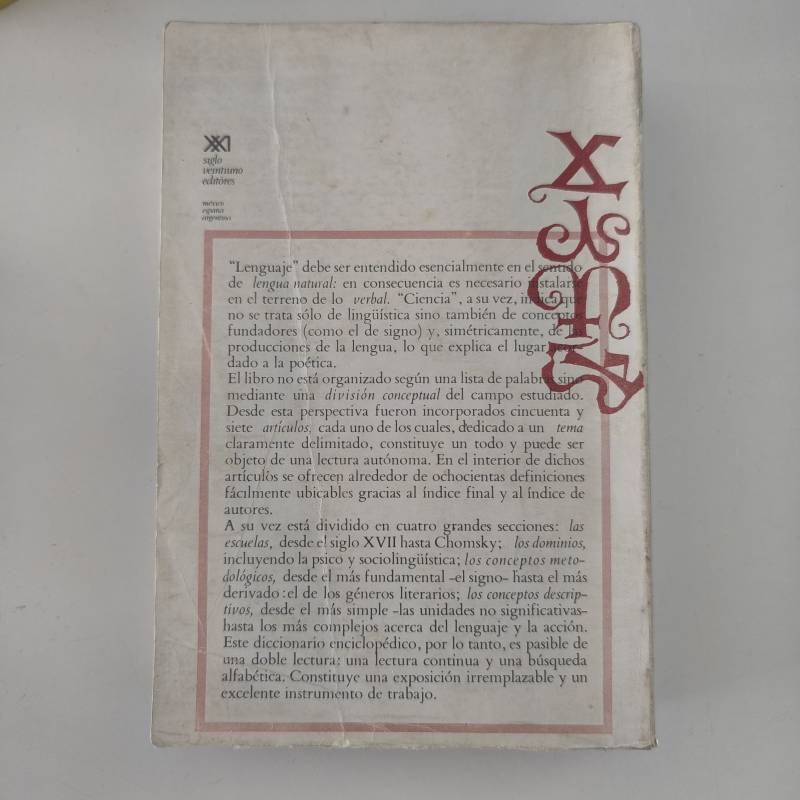 siglo
veintiuno
editores
méxico
españa
argentina
"Lenguaje" debe ser entendido esencialmente en el sentido
de lengua natural: en consecuencia es necesario instalarse
en el terreno de lo verbal. "Ciencia", a su vez, indica que
no se trata sólo de lingüística sino también de conceptos
fundadores (como el de signo) y, simétricamente, de las
producciones de la lengua, lo que explica el lugar acor-
dado a la poética.
El libro no está organizado según una lista de palabras sino
mediante una división conceptual del campo estudiado.
Desde esta perspectiva fueron incorporados cincuenta y
siete artículos, cada uno de los cuales, dedicado a un tema
claramente delimitado, constituye un todo y puede ser
objeto de una lectura autónoma. En el interior de dichos
artículos se ofrecen alrededor de ochocientas definiciones
fácilmente ubicables gracias al índice final y al índice de
autores.
A su vez está dividido en cuatro grandes secciones: las
escuelas, desde el siglo XVII hasta Chomsky; los dominios,
incluyendo la psico y sociolingüística; los conceptos meto-
dológicos, desde el más fundamental -el signo- hasta el más
derivado :el de los géneros literarios; los conceptos descrip-
tivos, desde el más simple -las unidades no significativas-
hasta los más complejos acerca del lenguaje y la acción.
Este diccionario enciclopédico, por lo tanto, es pasible de
una doble lectura: una lectura continua y una búsqueda
alfabética. Constituye una exposición irremplazable y un
excelente instrumento de trabajo.